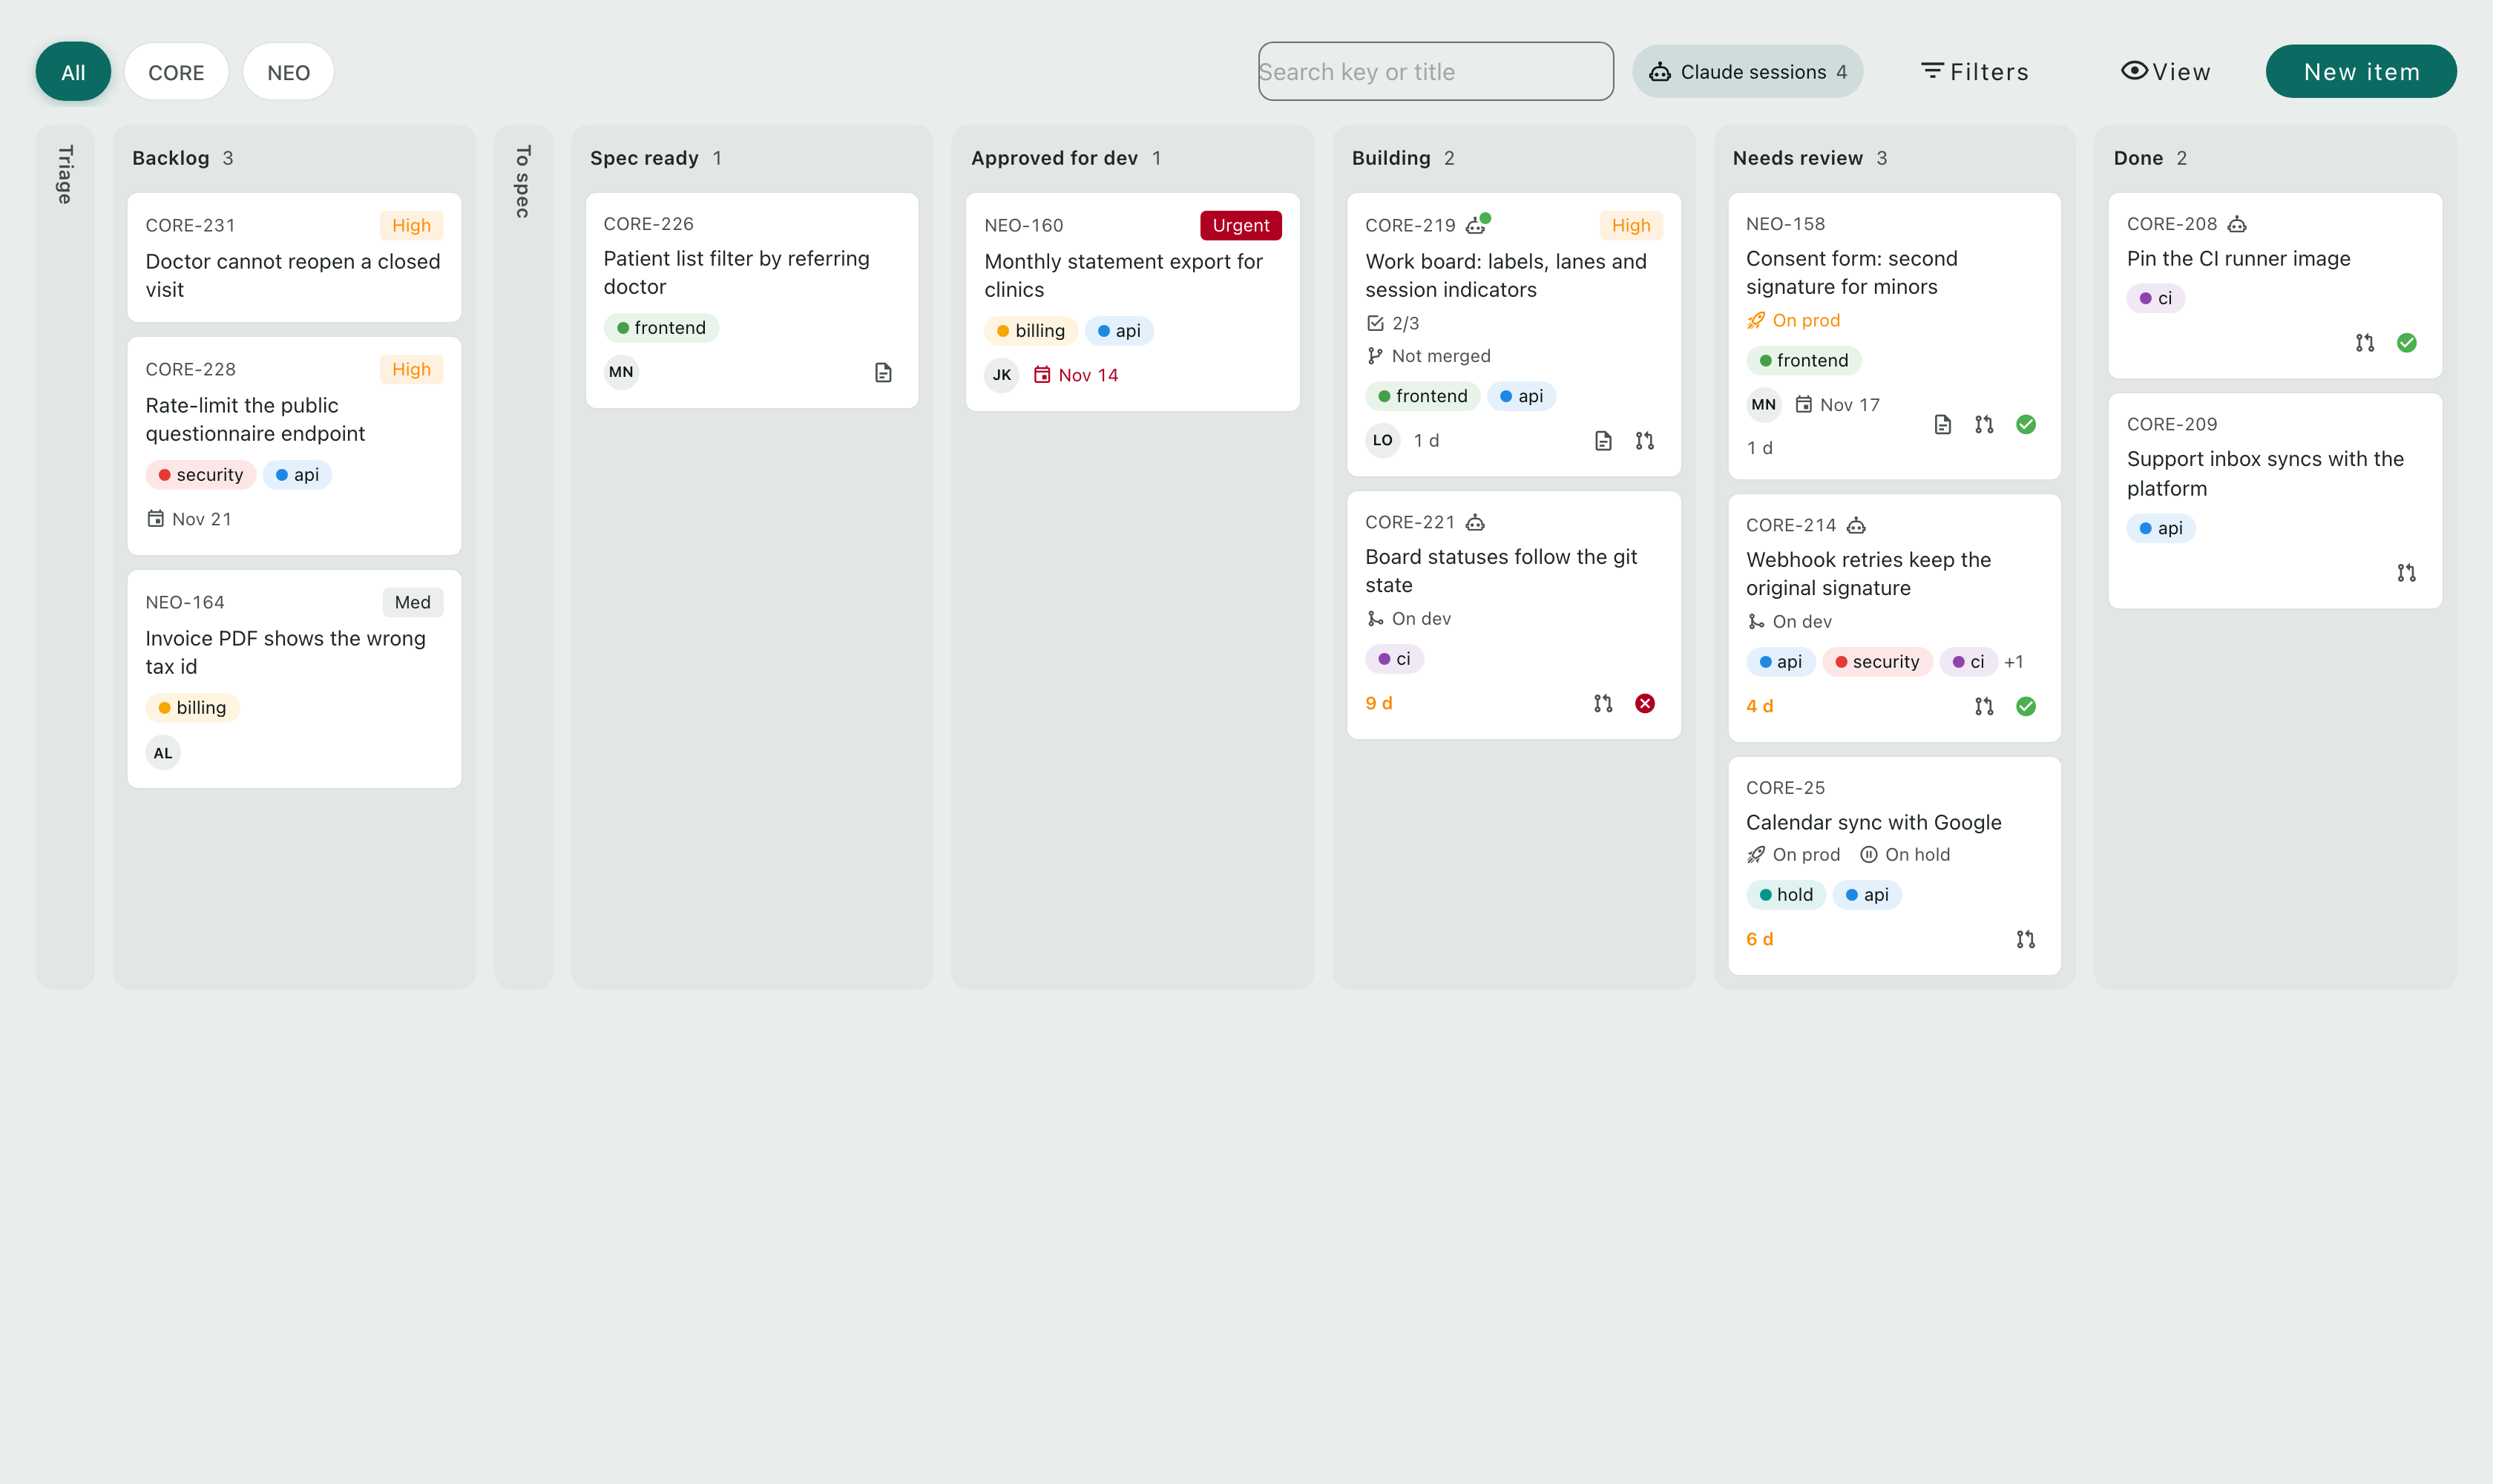 All
CORE
NEO
Search key or title
Claude sessions 4
Filters
View
New item
Triage
Backlog 3
CORE-231
High
Doctor cannot reopen a closed
visit
CORE-228
High
Rate-limit the public
questionnaire endpoint
security
api
Nov 21
NEO-164
Med
Invoice PDF shows the wrong
tax id
billing
AL
To spec
Spec ready 1
CORE-226
Patient list filter by referring
doctor
frontend
MN
Approved for dev 1
NEO-160
Urgent
Monthly statement export for
clinics
billing
api
JK
Nov 14
Building 2
CORE-219
High
Work board: labels, lanes and
session indicators
2/3
Not merged
frontend
api
LO
1 d
CORE-221
Board statuses follow the git
state
On dev
ci
9 d
Needs review 3
NEO-158
Consent form: second
signature for minors
On prod
frontend
MN
Nov 17
1 d
CORE-214
Webhook retries keep the
original signature
On dev
api
security
ci
+1
4 d
CORE-25
Calendar sync with Google
On prod
On hold
hold
api
6 d
Done 2
CORE-208
Pin the CI runner image
ci
CORE-209
Support inbox syncs with the
platform
api